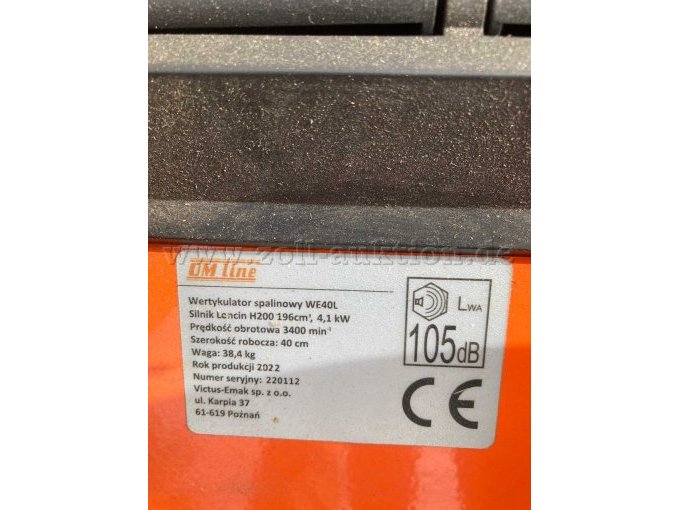 www.zoll-auktion.de
OM line
Wertykulator spalinowy WE40L
Silnik Loncin H200 196cm³, 4,1 kW
Prędkość obrotowa 3400 min⁻¹
Szerokość robocza: 40 cm
Waga: 38,4 kg
Rok produkcji 2022
Numer seryjny: 220112
Victus-Emak sp. z o.o.
ul. Karpia 37
61-619 Poznań
LWA
105dB
CE